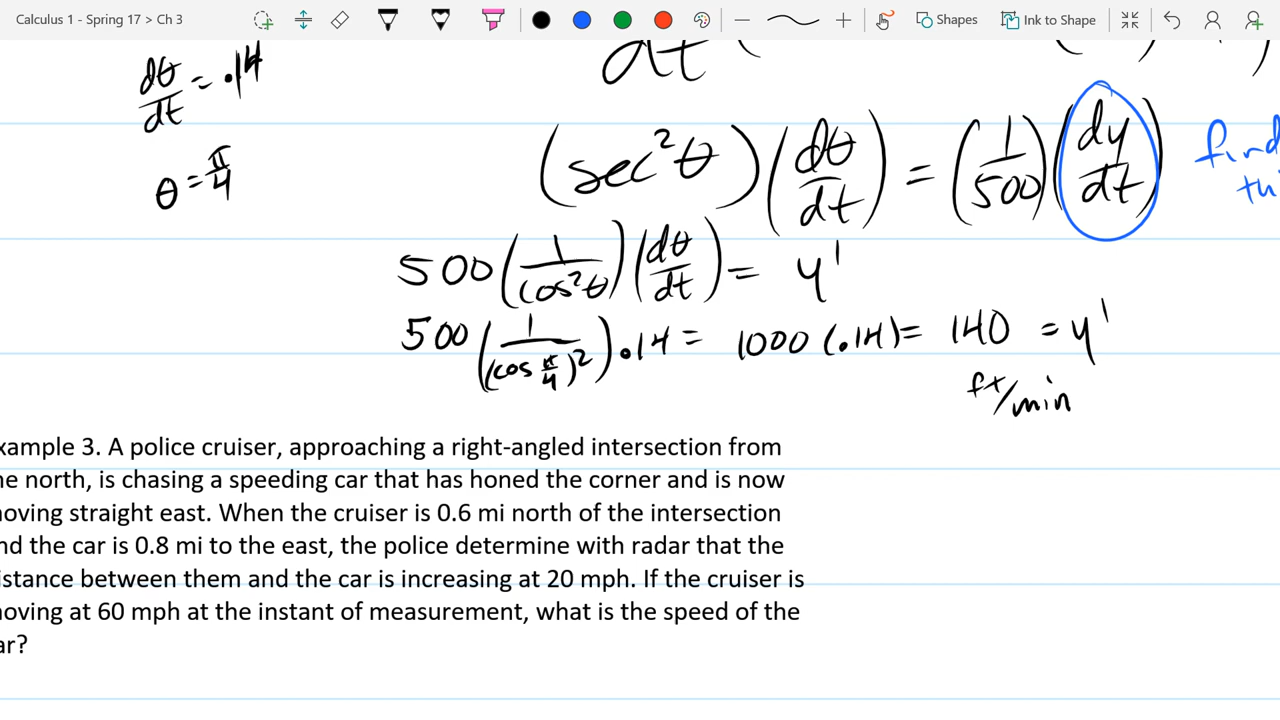 Calculus 1 - Spring 17 > Ch 3
Shapes
Ink to Shape
dθ/dt = .14
dt (
θ = π/4
(sec²θ)(dθ/dt) = (1/500)(dy/dt)
find
thi
500(1/cos²θ)(dθ/dt) = y'
500(1/(cos π/4)²).14 = 1000(.14) = 140 = y'
ft/min
xample 3. A police cruiser, approaching a right-angled intersection from
he north, is chasing a speeding car that has honed the corner and is now
noving straight east. When the cruiser is 0.6 mi north of the intersection
nd the car is 0.8 mi to the east, the police determine with radar that the
istance between them and the car is increasing at 20 mph. If the cruiser is
noving at 60 mph at the instant of measurement, what is the speed of the
ar?